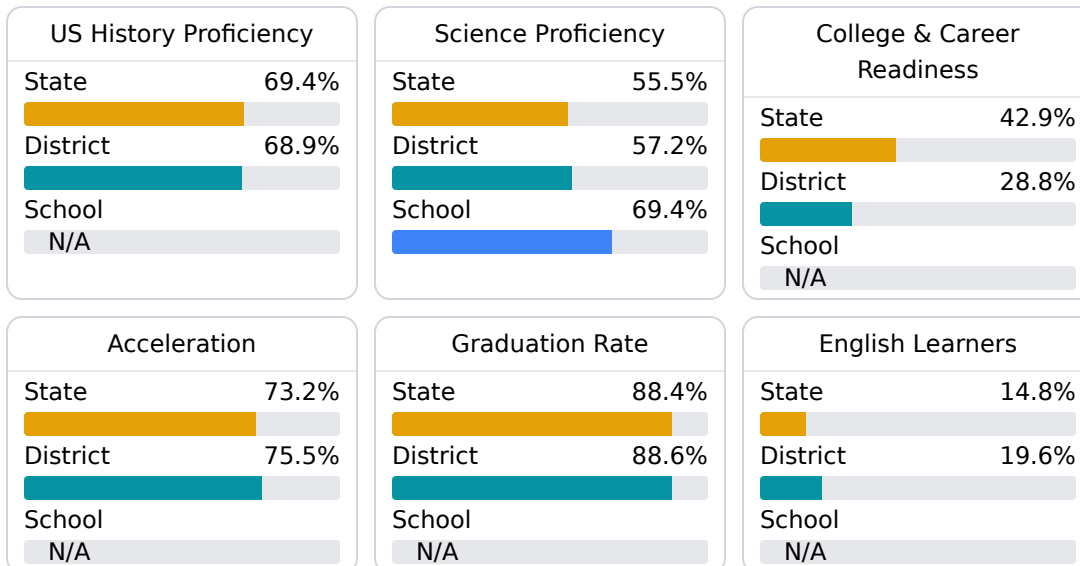 US History Proficiency
State 69.4%
District 68.9%
School
N/A
Science Proficiency
State 55.5%
District 57.2%
School 69.4%
College & Career
Readiness
State 42.9%
District 28.8%
School
N/A
Acceleration
State 73.2%
District 75.5%
School
N/A
Graduation Rate
State 88.4%
District 88.6%
School
N/A
English Learners
State 14.8%
District 19.6%
School
N/A